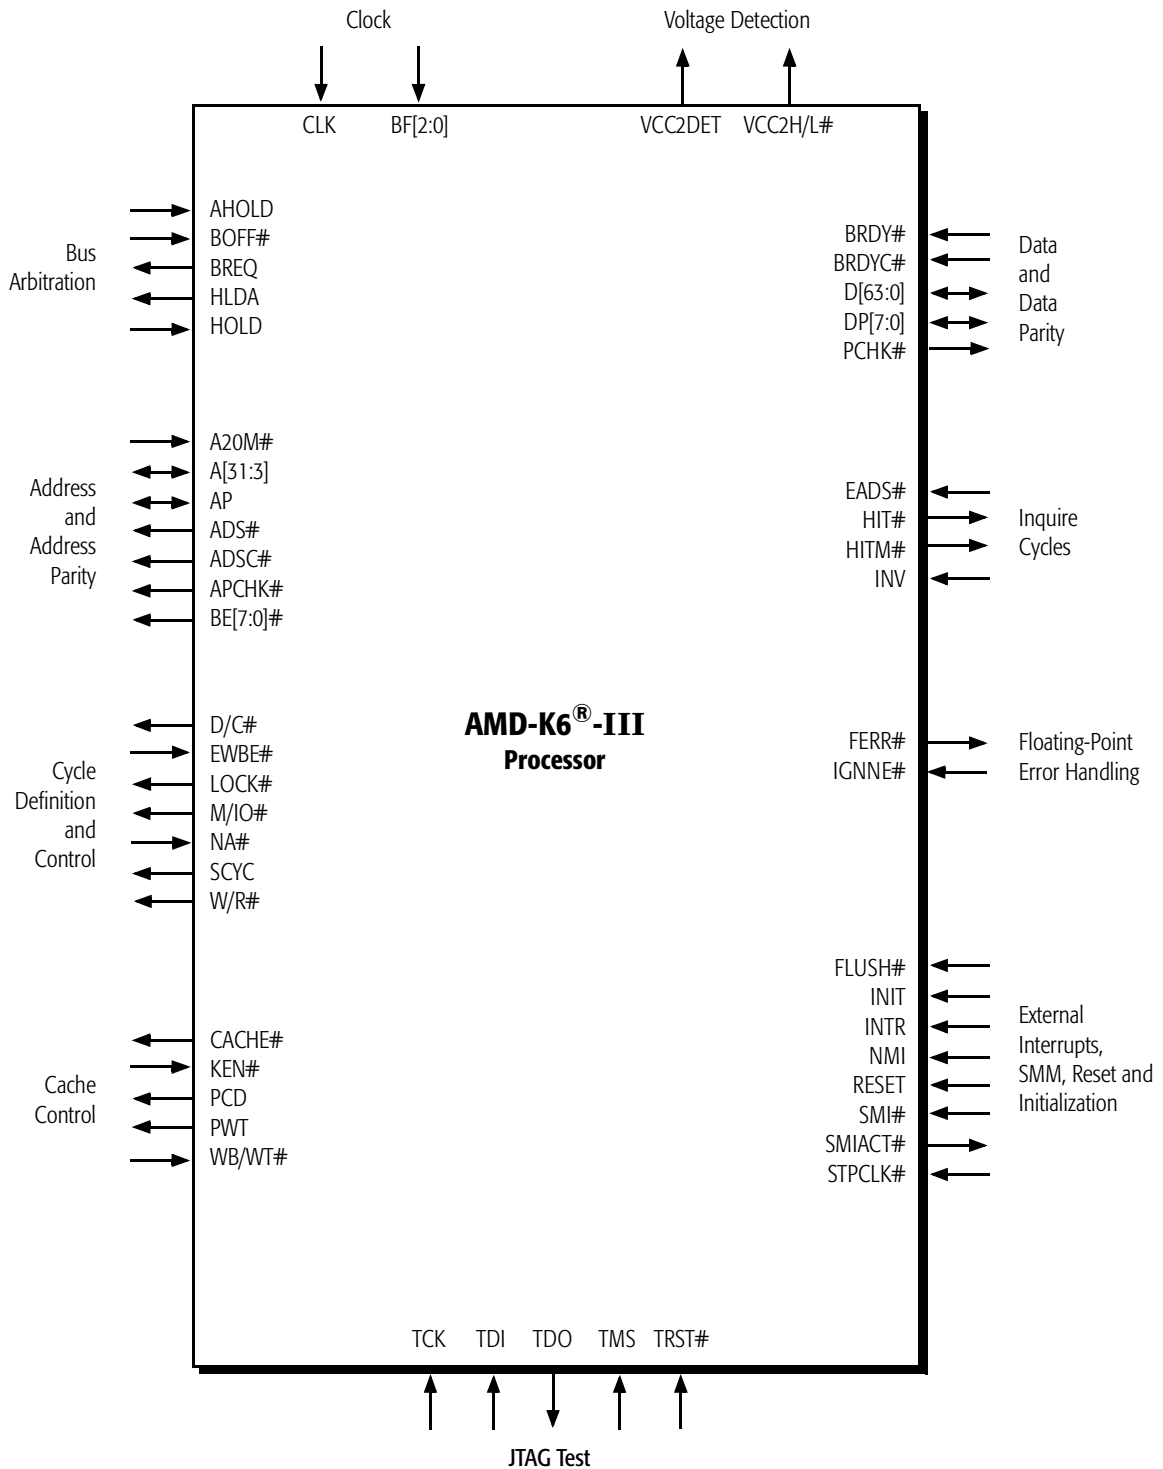 Clock
Voltage Detection
CLK
BF[2:0]
VCC2DET
VCC2H/L#
Bus
Arbitration
AHOLD
BOFF#
BREQ
HLDA
HOLD
BRDY#
BRDYC#
D[63:0]
DP[7:0]
PCHK#
Data
and
Data
Parity
Address
and
Address
Parity
A20M#
A[31:3]
AP
ADS#
ADSC#
APCHK#
BE[7:0]#
EADS#
HIT#
HITM#
INV
Inquire
Cycles
Cycle
Definition
and
Control
D/C#
EWBE#
LOCK#
M/IO#
NA#
SCYC
W/R#
AMD-K6®-III
Processor
FERR#
IGNNE#
Floating-Point
Error Handling
Cache
Control
CACHE#
KEN#
PCD
PWT
WB/WT#
FLUSH#
INIT
INTR
NMI
RESET
SMI#
SMIACT#
STPCLK#
External
Interrupts,
SMM, Reset and
Initialization
TCK
TDI
TDO
TMS
TRST#
JTAG Test